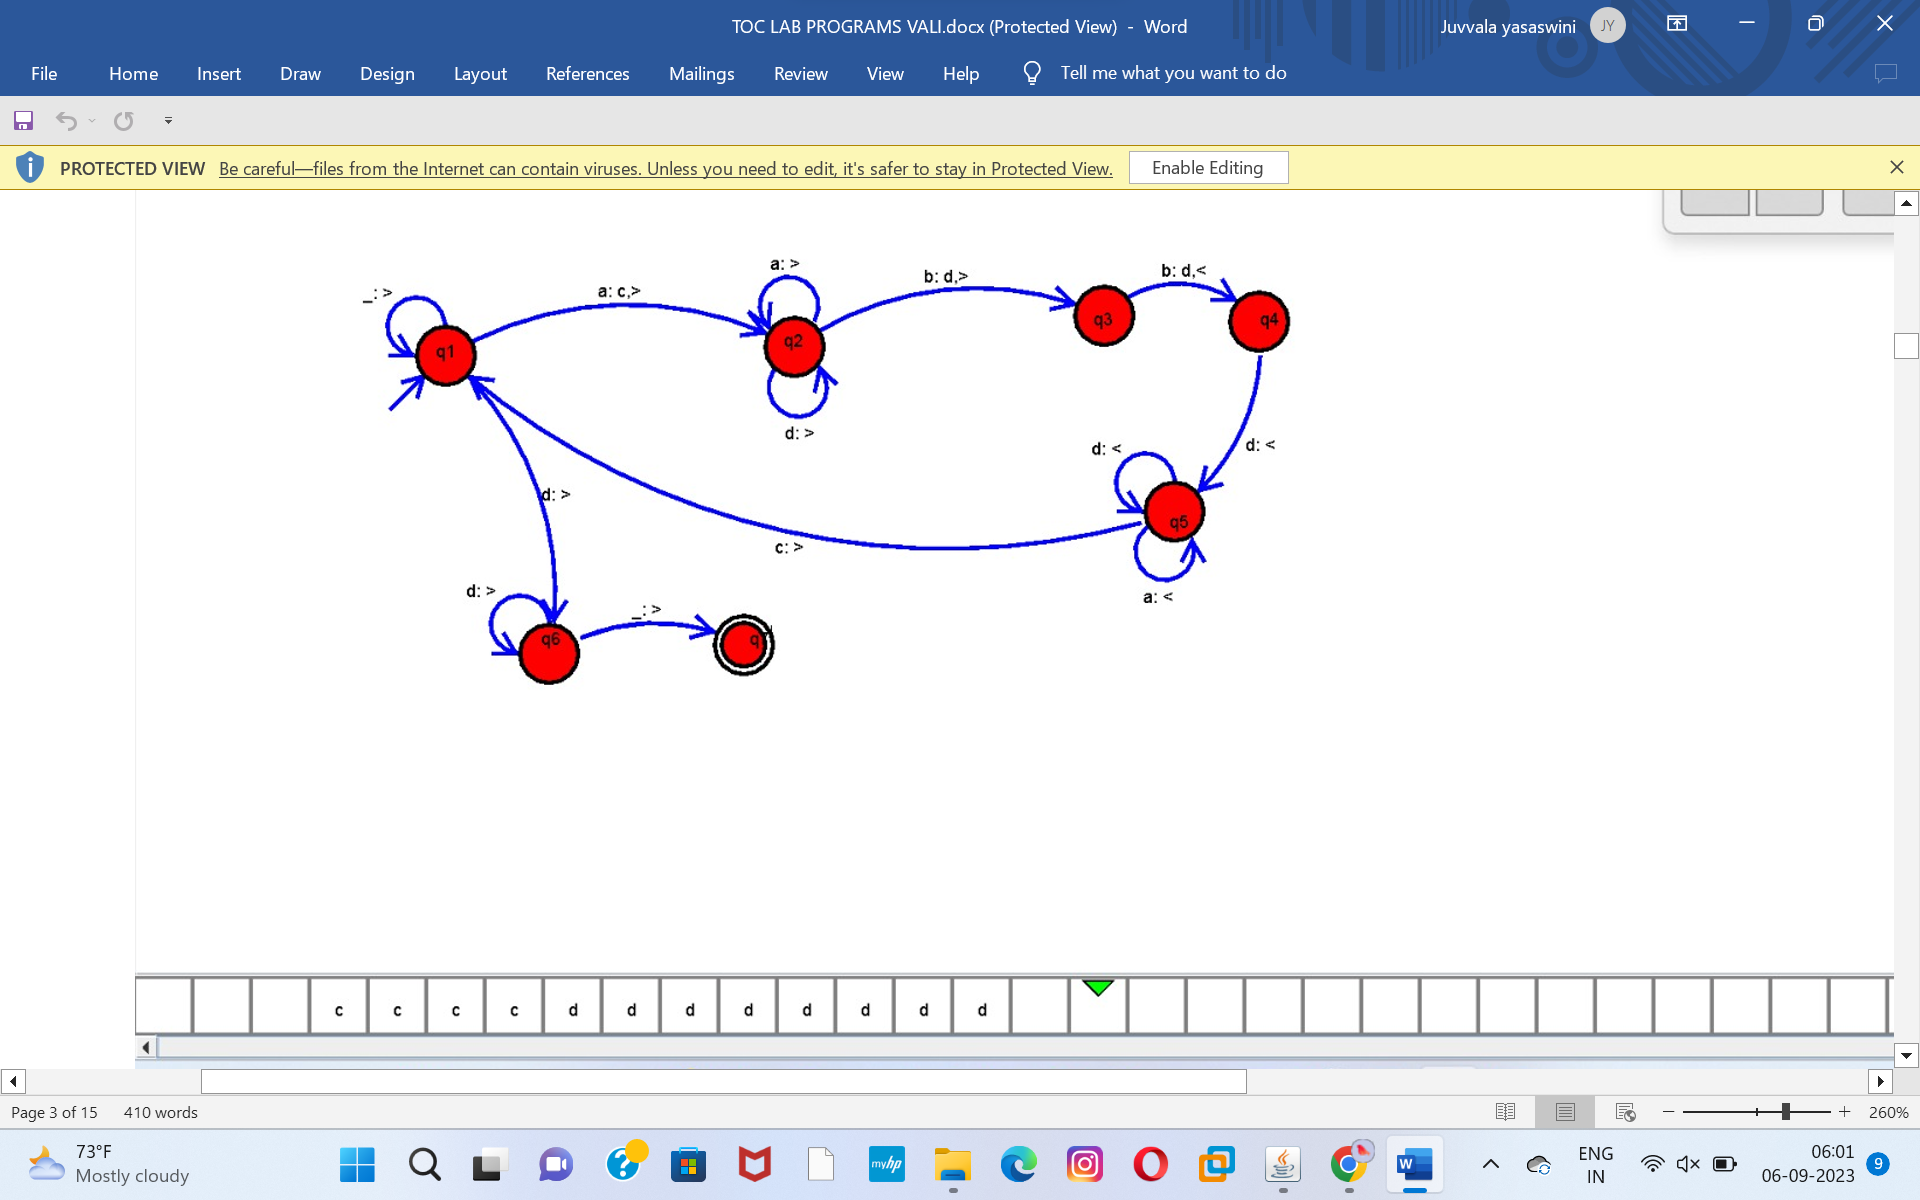 TOC LAB PROGRAMS VALI.docx (Protected View) - Word
Juvvala yasaswini
JY
File Home Insert Draw Design Layout References Mailings Review View Help Tell me what you want to do
PROTECTED VIEW Be careful—files from the Internet can contain viruses. Unless you need to edit, it's safer to stay in Protected View. Enable Editing
_: >
a: c,>
a: >
b: d,>
b: d,<
q1
q2
q3
q4
d: >
d: <
d: <
d: >
c: >
q5
a: <
d: >
_: >
q6
q
c c c c d d d d d d d d
Page 3 of 15 410 words
260%
73°F
Mostly cloudy
myhp
W
ENG
IN
06:01
06-09-2023
9